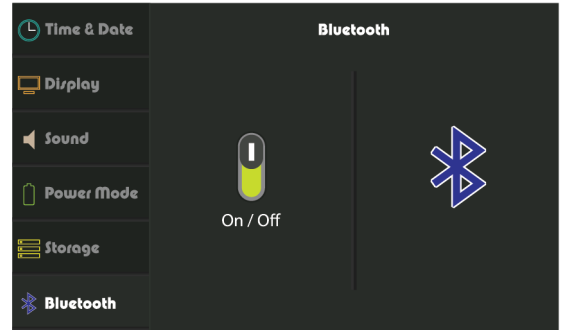 Time & Date
Display
Sound
Power Mode
Storage
Bluetooth
Bluetooth
On / Off